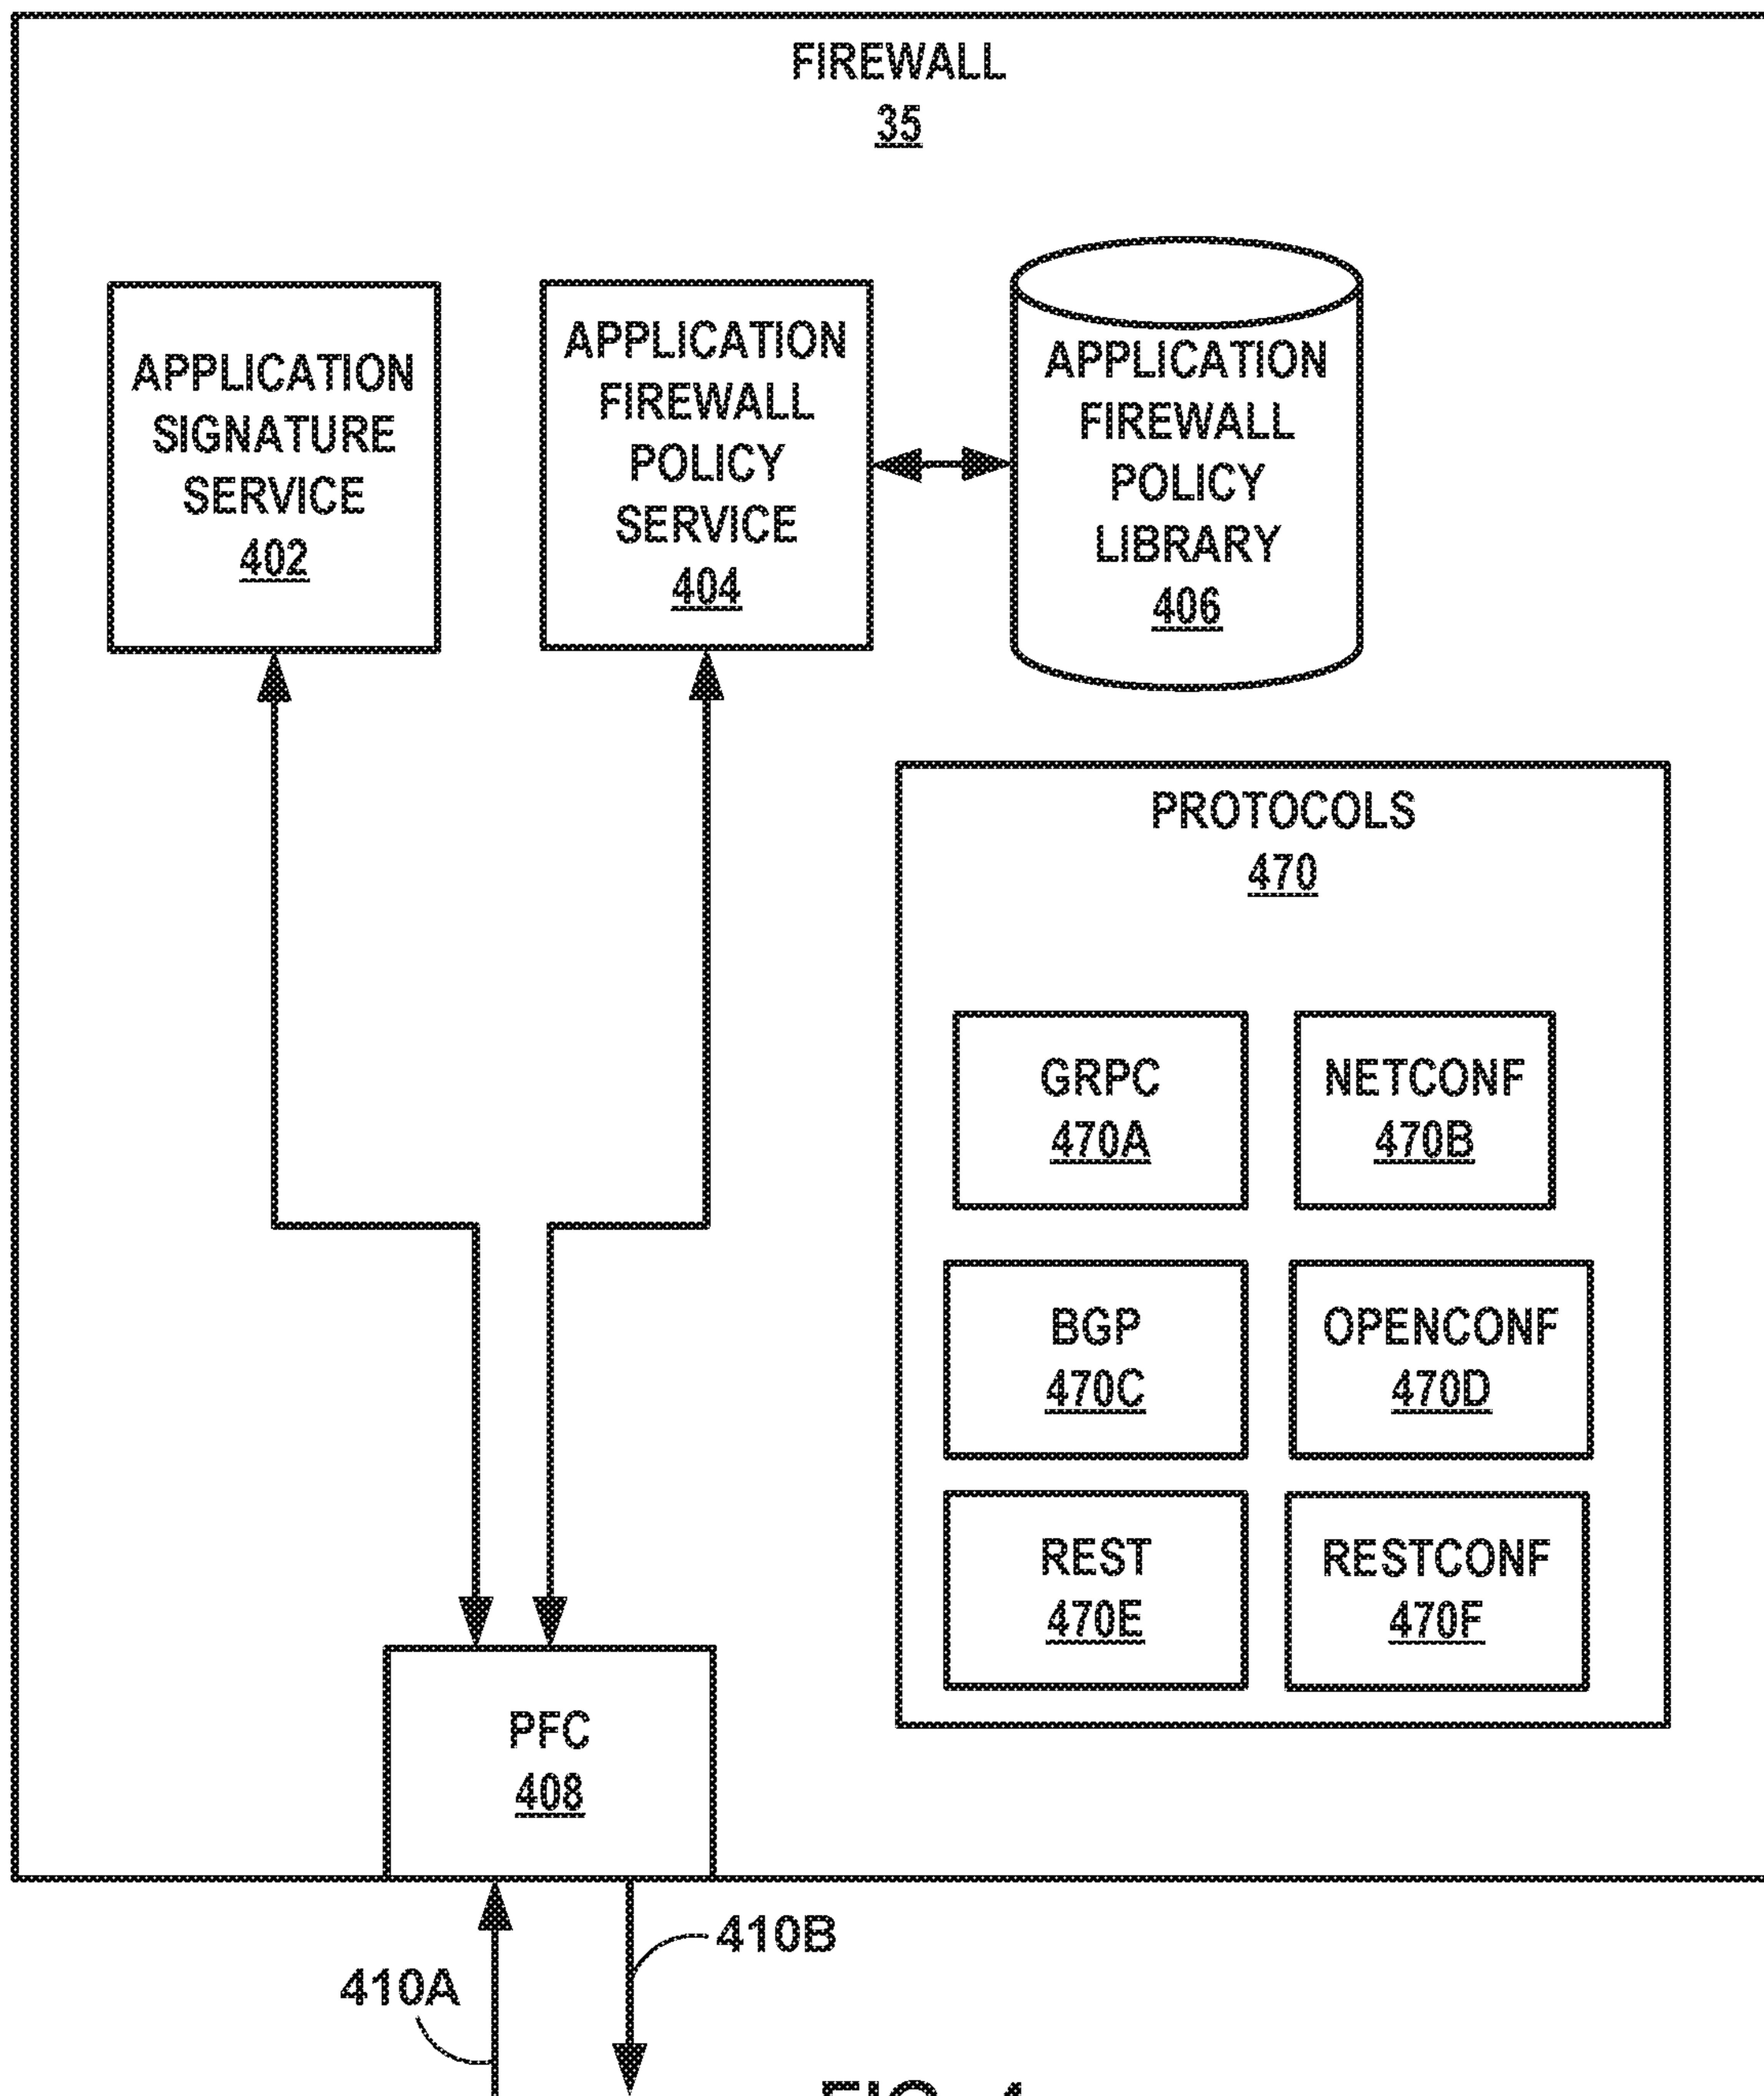 FIREWALL
35
APPLICATION
SIGNATURE
SERVICE
402
APPLICATION
FIREWALL
POLICY
SERVICE
404
APPLICATION
FIREWALL
POLICY
LIBRARY
406
PROTOCOLS
470
GRPC
470A
NETCONF
470B
BGP
470C
OPENCONF
470D
REST
470E
RESTCONF
470F
PFC
408
410A
410B